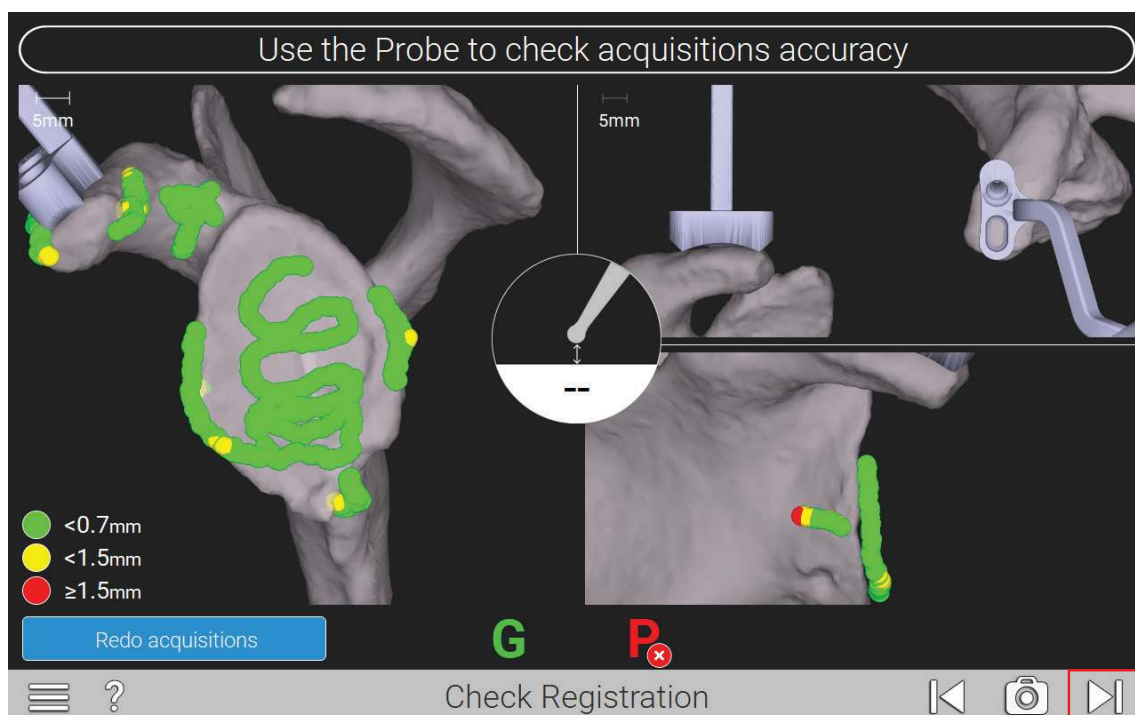 Use the Probe to check acquisitions accuracy
5mm
5mm
--
<0.7mm
<1.5mm
≥1.5mm
Redo acquisitions
G
P
?
Check Registration